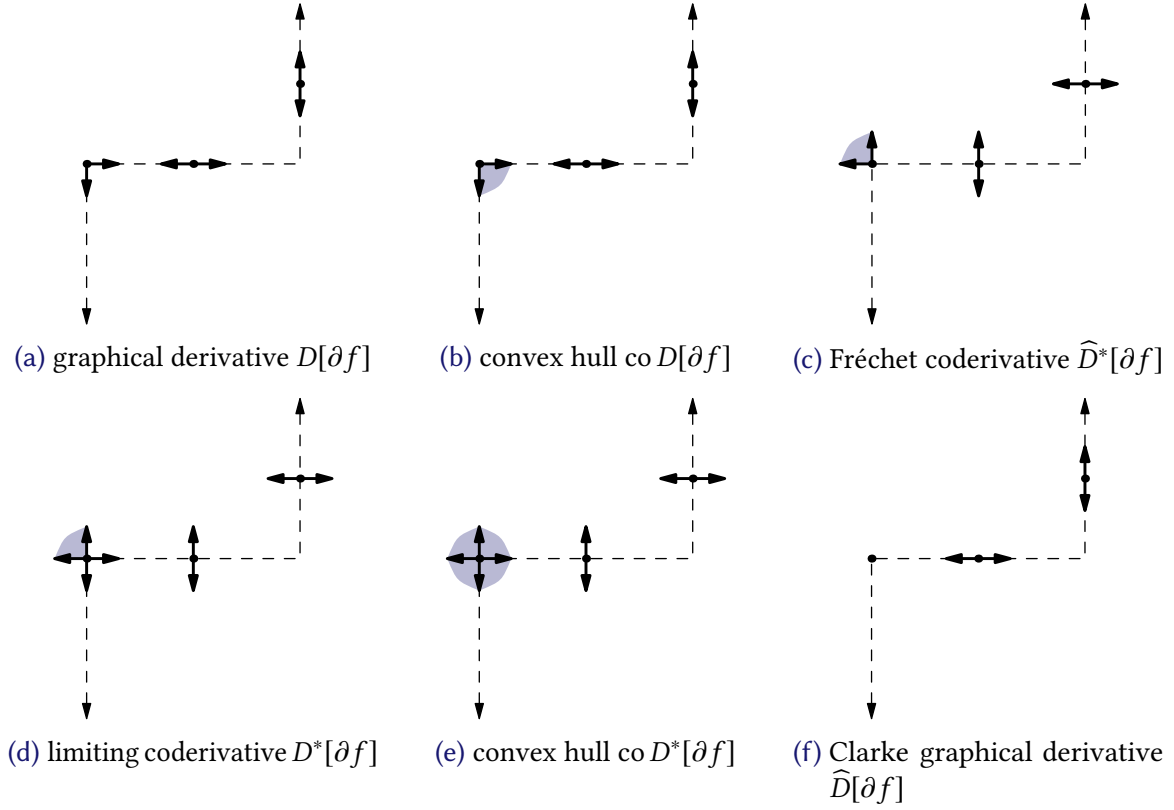 (a) graphical derivative D[∂f]
(b) convex hull co D[∂f]
(c) Fréchet coderivative D̂*[∂f]
(d) limiting coderivative D*[∂f]
(e) convex hull co D*[∂f]
(f) Clarke graphical derivative
D̂[∂f]